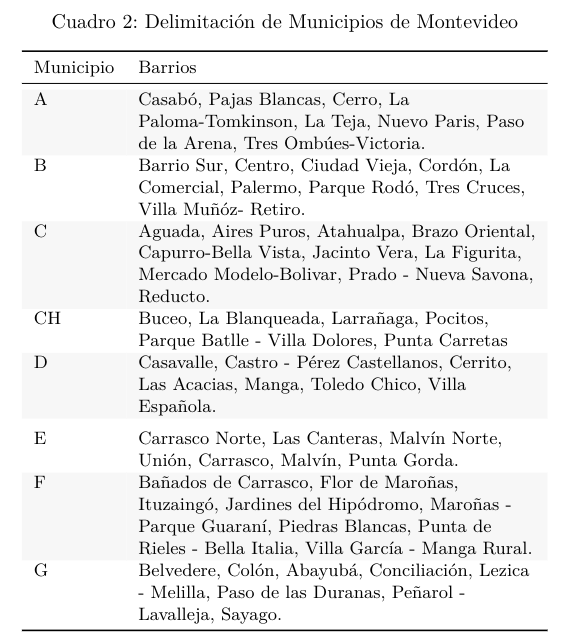 Cuadro 2: Delimitación de Municipios de Montevideo
Municipio Barrios
A Casabó, Pajas Blancas, Cerro, La
Paloma-Tomkinson, La Teja, Nuevo Paris, Paso
de la Arena, Tres Ombúes-Victoria.
B Barrio Sur, Centro, Ciudad Vieja, Cordón, La
Comercial, Palermo, Parque Rodó, Tres Cruces,
Villa Muñóz- Retiro.
C Aguada, Aires Puros, Atahualpa, Brazo Oriental,
Capurro-Bella Vista, Jacinto Vera, La Figurita,
Mercado Modelo-Bolivar, Prado - Nueva Savona,
Reducto.
CH Buceo, La Blanqueada, Larrañaga, Pocitos,
Parque Batlle - Villa Dolores, Punta Carretas
D Casavalle, Castro - Pérez Castellanos, Cerrito,
Las Acacias, Manga, Toledo Chico, Villa
Española.
E Carrasco Norte, Las Canteras, Malvín Norte,
Unión, Carrasco, Malvín, Punta Gorda.
F Bañados de Carrasco, Flor de Maroñas,
Ituzaingó, Jardines del Hipódromo, Maroñas -
Parque Guaraní, Piedras Blancas, Punta de
Rieles - Bella Italia, Villa García - Manga Rural.
G Belvedere, Colón, Abayubá, Conciliación, Lezica
- Melilla, Paso de las Duranas, Peñarol -
Lavalleja, Sayago.